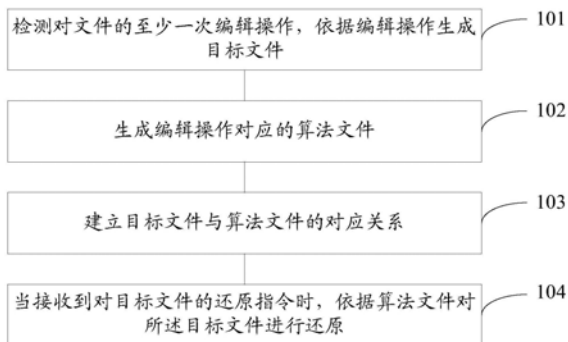 检测对文件的至少一次编辑操作，依据编辑操作生成
目标文件
101
生成编辑操作对应的算法文件
102
建立目标文件与算法文件的对应关系
103
当接收到对目标文件的还原指令时，依据算法文件对
所述目标文件进行还原
104